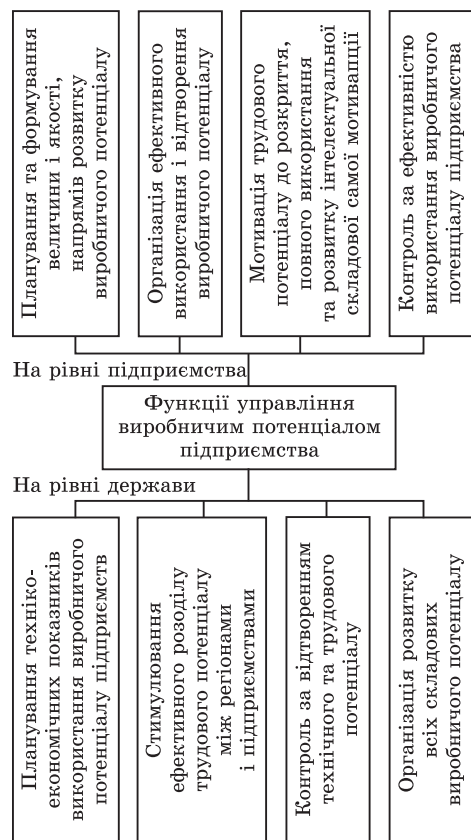 Планування та формування
величини і якості,
напрямів розвитку
виробничого потенціалу
Організація ефективного
використання і відтворення
виробничого потенціалу
Мотивація трудового
потенціалу до розкриття,
повного використання
та розвитку інтелектуальної
складової самої мотивапції
Контроль за ефективністю
використання виробничого
потенціалу підприємства
На рівні підприємства
Функції управління
виробничим потенціалом
підприємства
На рівні держави
Планування техніко-
економічних показників
використання виробничого
потенціалу підприємств
Стимулювання
ефективного розоділу
трудового потенціалу
між регіонами
і підприємствами
Контроль за відтворенням
технічного та трудового
потенціалу
Організація розвитку
всіх складових
виробничого потенціалу